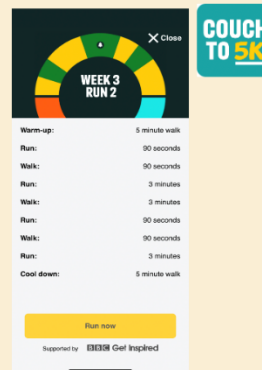 Close
COUCH
TO 5K
WEEK 3
RUN 2
Warm-up: 5 minute walk
Run: 90 seconds
Walk: 90 seconds
Run: 3 minutes
Walk: 3 minutes
Run: 90 seconds
Walk: 90 seconds
Run: 3 minutes
Cool down: 5 minute walk
Run now
Supported by BBC Get Inspired